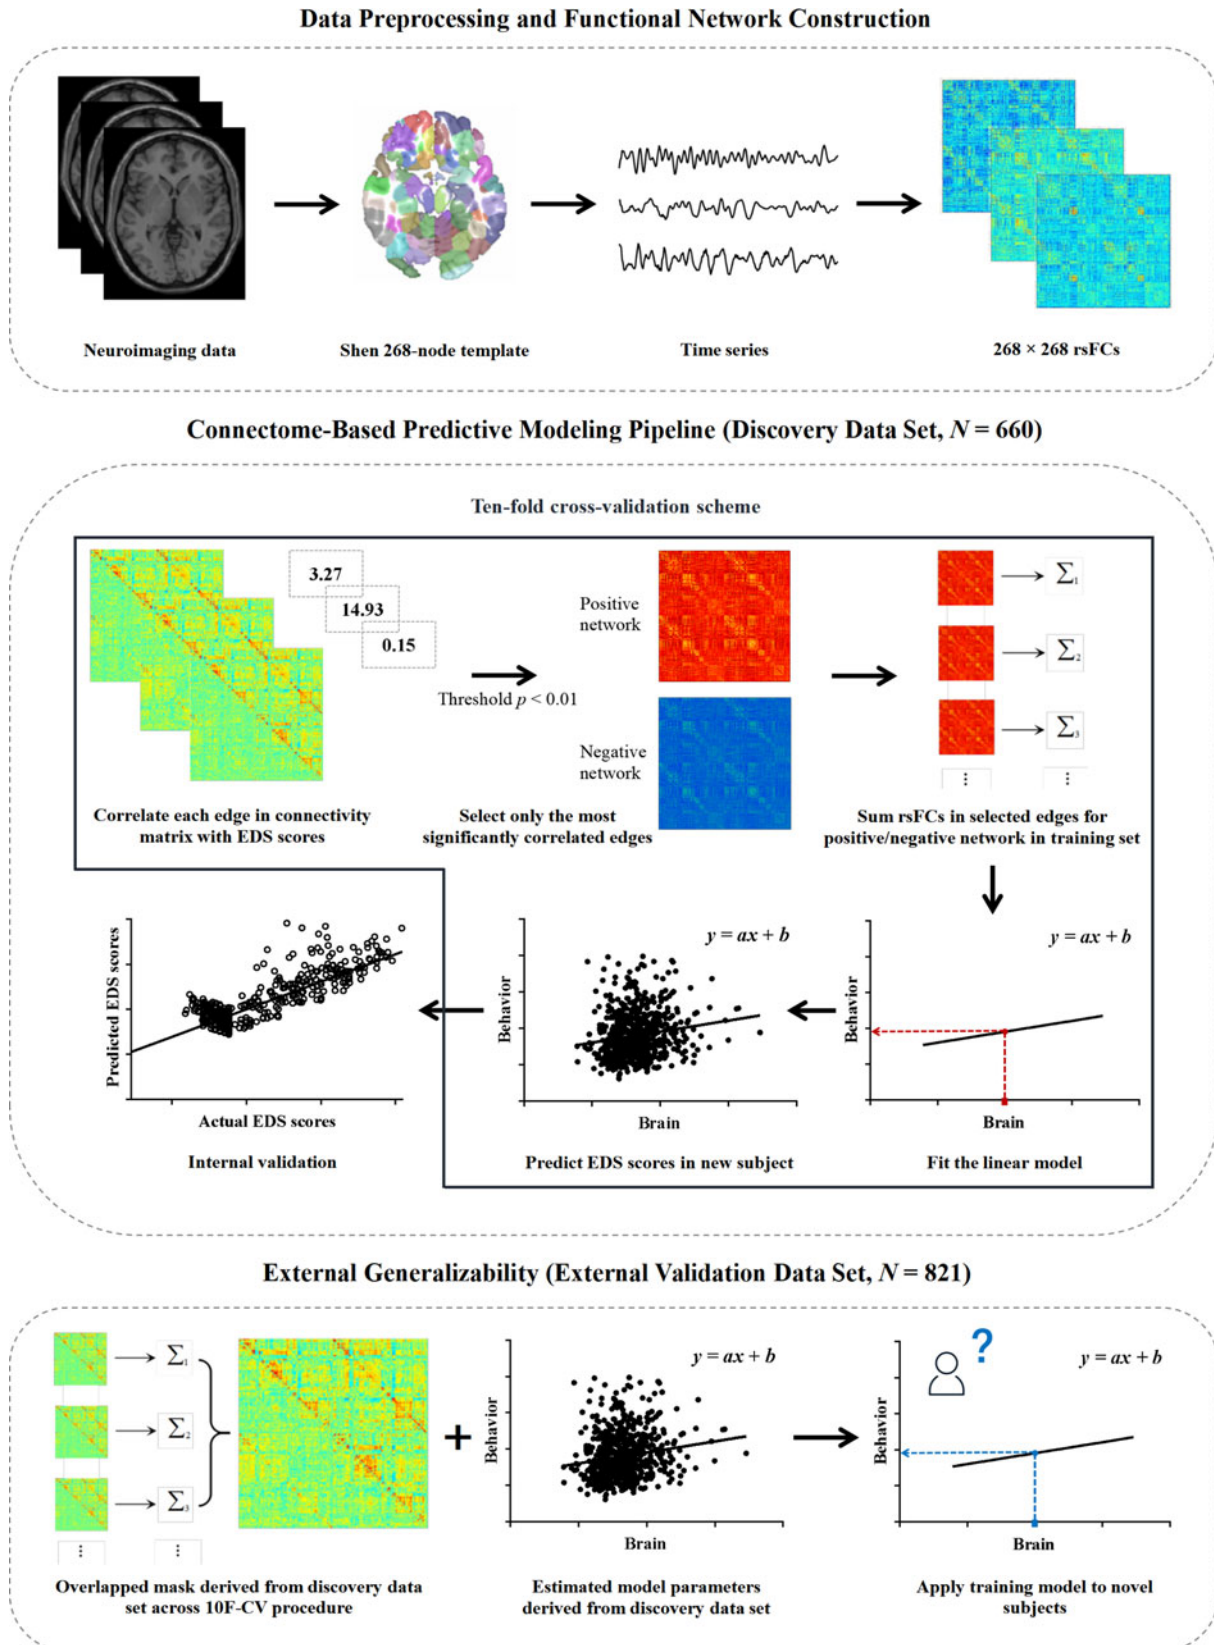 Data Preprocessing and Functional Network Construction
Neuroimaging data
Shen 268-node template
Time series
268 × 268 rsFCs
Connectome-Based Predictive Modeling Pipeline (Discovery Data Set, N = 660)
Ten-fold cross-validation scheme
3.27
14.93
0.15
Threshold p < 0.01
Positive
network
Negative
network
Σ1
Σ2
Σ3
...
...
Correlate each edge in connectivity
matrix with EDS scores
Select only the most
significantly correlated edges
Sum rsFCs in selected edges for
positive/negative network in training set
Predicted EDS scores
Actual EDS scores
Internal validation
y = ax + b
Behavior
Brain
Predict EDS scores in new subject
y = ax + b
Behavior
Brain
Fit the linear model
External Generalizability (External Validation Data Set, N = 821)
Σ1
Σ2
Σ3
...
...
Overlapped mask derived from discovery data
set across 10F-CV procedure
+
y = ax + b
Behavior
Brain
Estimated model parameters
derived from discovery data set
?
y = ax + b
Behavior
Brain
Apply training model to novel
subjects